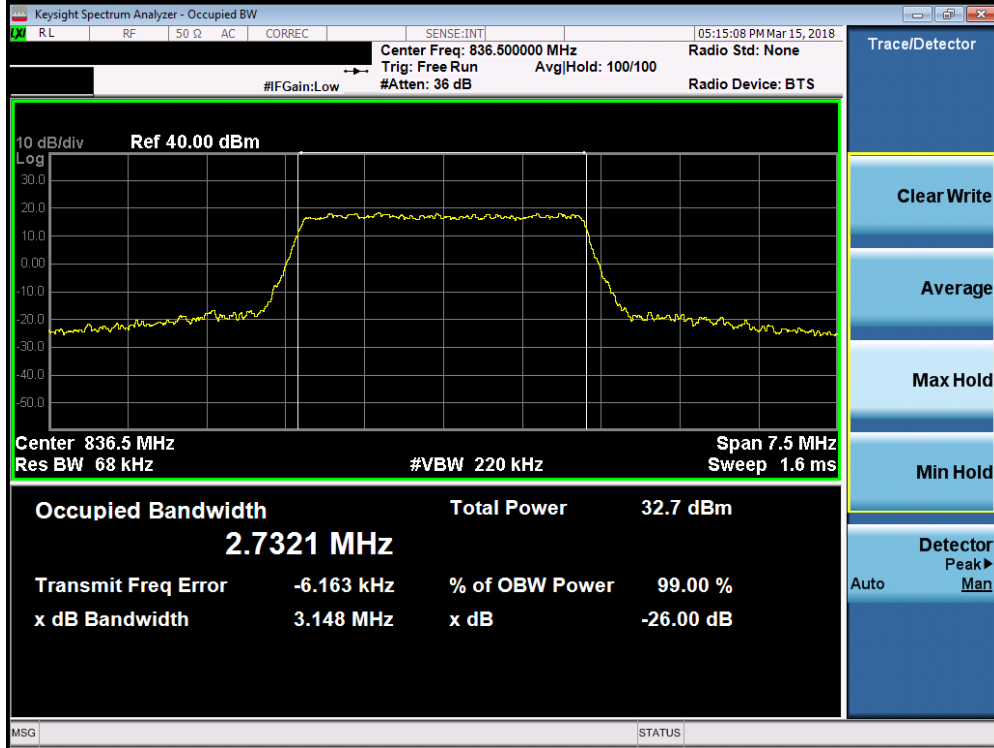 Keysight Spectrum Analyzer - Occupied BW
LXI RL RF 50 Ω AC CORREC SENSE:INT 05:15:08 PM Mar 15, 2018
Center Freq: 836.500000 MHz Radio Std: None
Trig: Free Run Avg|Hold: 100/100
#IFGain:Low #Atten: 36 dB Radio Device: BTS
10 dB/div Ref 40.00 dBm
Log
30.0
20.0
10.0
0.00
-10.0
-20.0
-30.0
-40.0
-50.0
Center 836.5 MHz Span 7.5 MHz
Res BW 68 kHz #VBW 220 kHz Sweep 1.6 ms
Occupied Bandwidth Total Power 32.7 dBm
2.7321 MHz
Transmit Freq Error -6.163 kHz % of OBW Power 99.00 %
x dB Bandwidth 3.148 MHz x dB -26.00 dB
MSG STATUS
Trace/Detector
Clear Write
Average
Max Hold
Min Hold
Detector
Peak▶
Auto Man